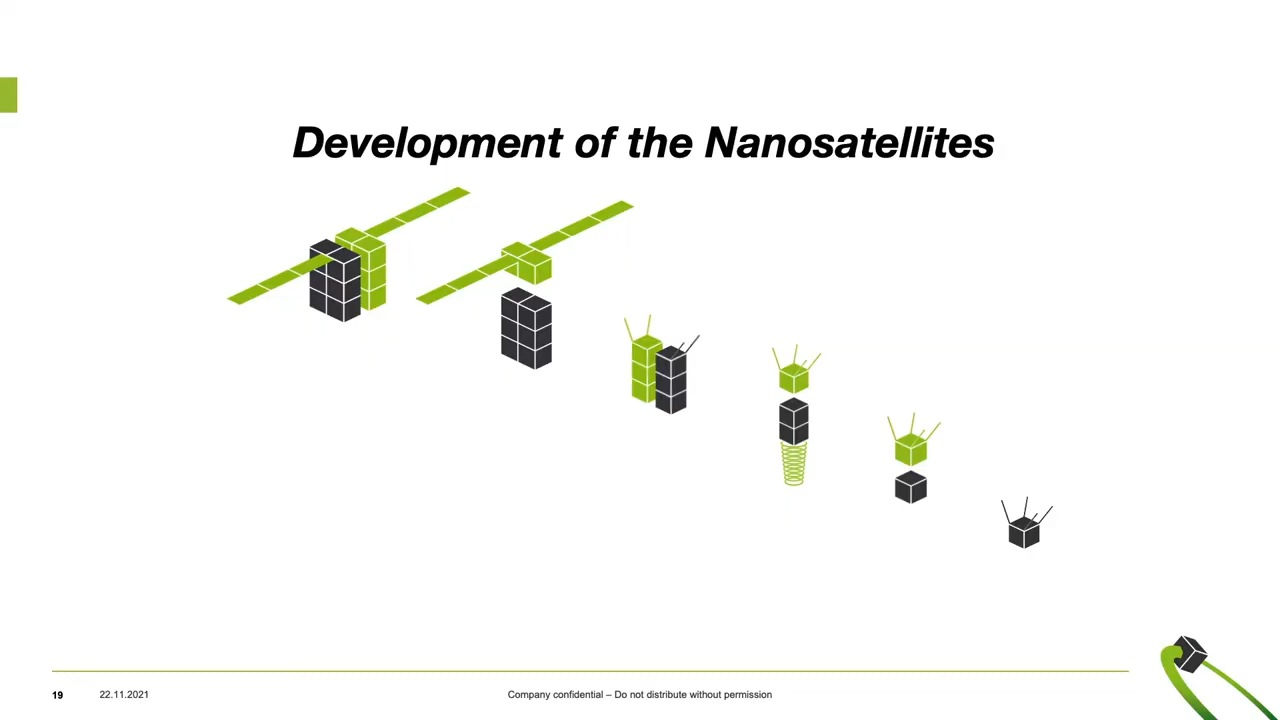 Development of the Nanosatellites
19
22.11.2021
Company confidential – Do not distribute without permission